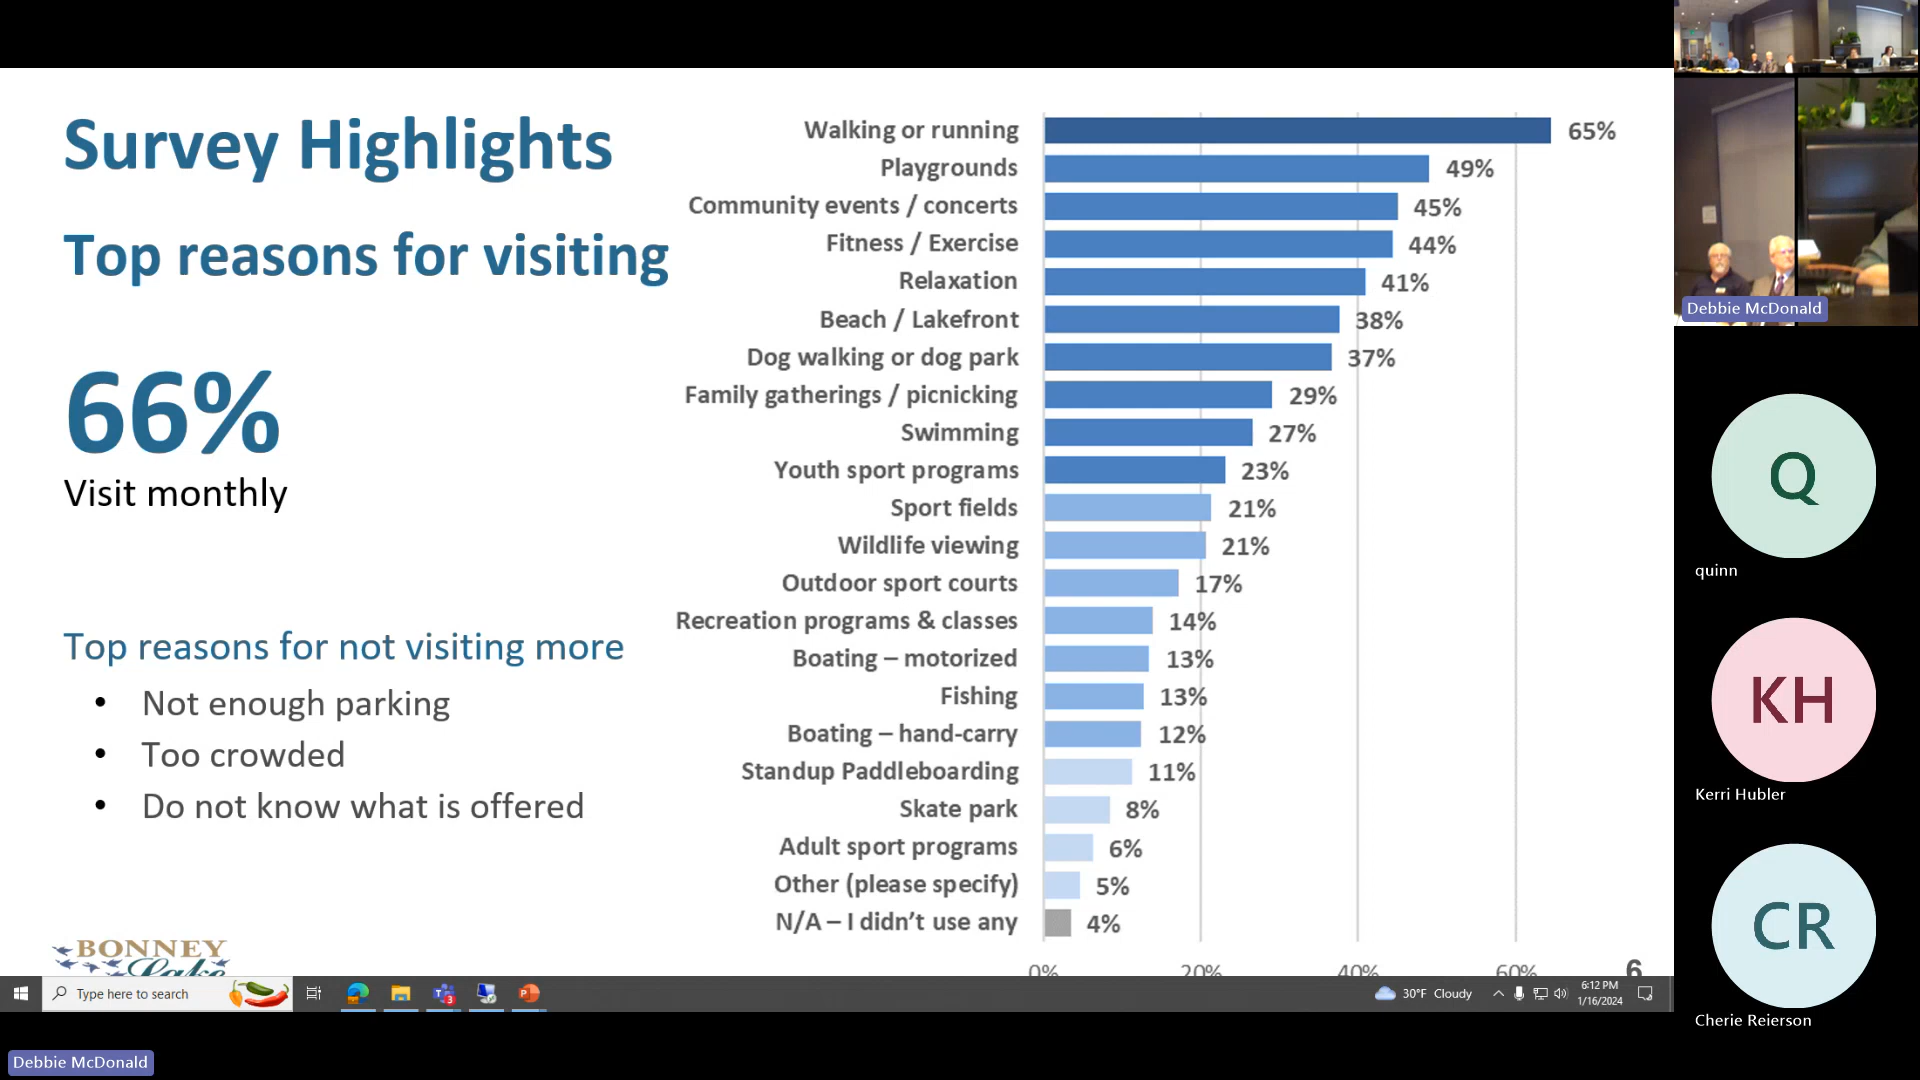 Survey Highlights
Top reasons for visiting
66%
Visit monthly
Top reasons for not visiting more
• Not enough parking
• Too crowded
• Do not know what is offered
BONNEY
Lake
Walking or running 65%
Playgrounds 49%
Community events / concerts 45%
Fitness / Exercise 44%
Relaxation 41%
Beach / Lakefront 38%
Dog walking or dog park 37%
Family gatherings / picnicking 29%
Swimming 27%
Youth sport programs 23%
Sport fields 21%
Wildlife viewing 21%
Outdoor sport courts 17%
Recreation programs & classes 14%
Boating – motorized 13%
Fishing 13%
Boating – hand-carry 12%
Standup Paddleboarding 11%
Skate park 8%
Adult sport programs 6%
Other (please specify) 5%
N/A – I didn't use any 4%
0% 20% 40% 60%
6
Type here to search
3
30°F Cloudy
6:12 PM
1/16/2024
Debbie McDonald
Q
quinn
KH
Kerri Hubler
CR
Cherie Reierson
Debbie McDonald